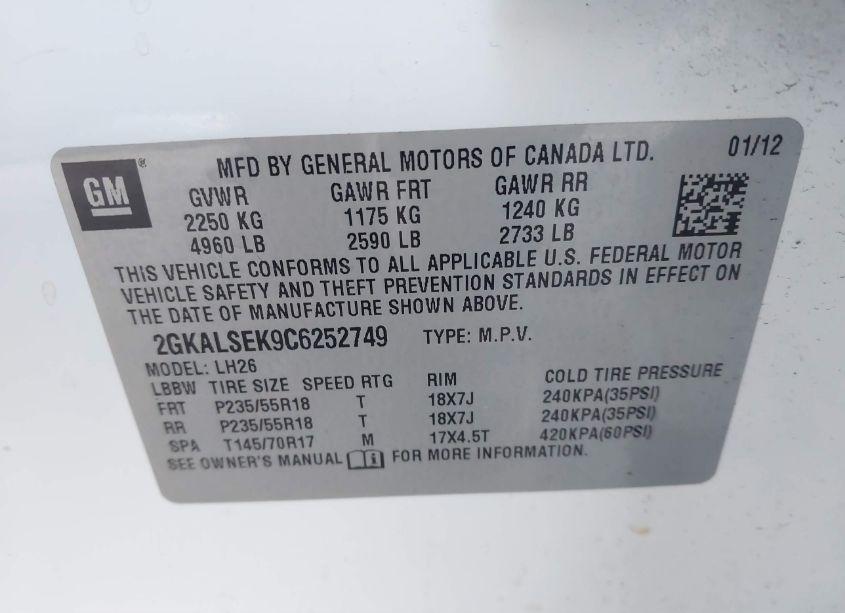 GM
®
MFD BY GENERAL MOTORS OF CANADA LTD. 01/12
GVWR GAWR FRT GAWR RR
2250 KG 1175 KG 1240 KG
4960 LB 2590 LB 2733 LB
THIS VEHICLE CONFORMS TO ALL APPLICABLE U.S. FEDERAL MOTOR
VEHICLE SAFETY AND THEFT PREVENTION STANDARDS IN EFFECT ON
THE DATE OF MANUFACTURE SHOWN ABOVE.
2GKALSEK9C6252749 TYPE: M.P.V.
MODEL: LH26
LBBW TIRE SIZE SPEED RTG RIM COLD TIRE PRESSURE
FRT P235/55R18 T 18X7J 240KPA(35PSI)
RR P235/55R18 T 18X7J 240KPA(35PSI)
SPA T145/70R17 M 17X4.5T 420KPA(60PSI)
SEE OWNER'S MANUAL FOR MORE INFORMATION.